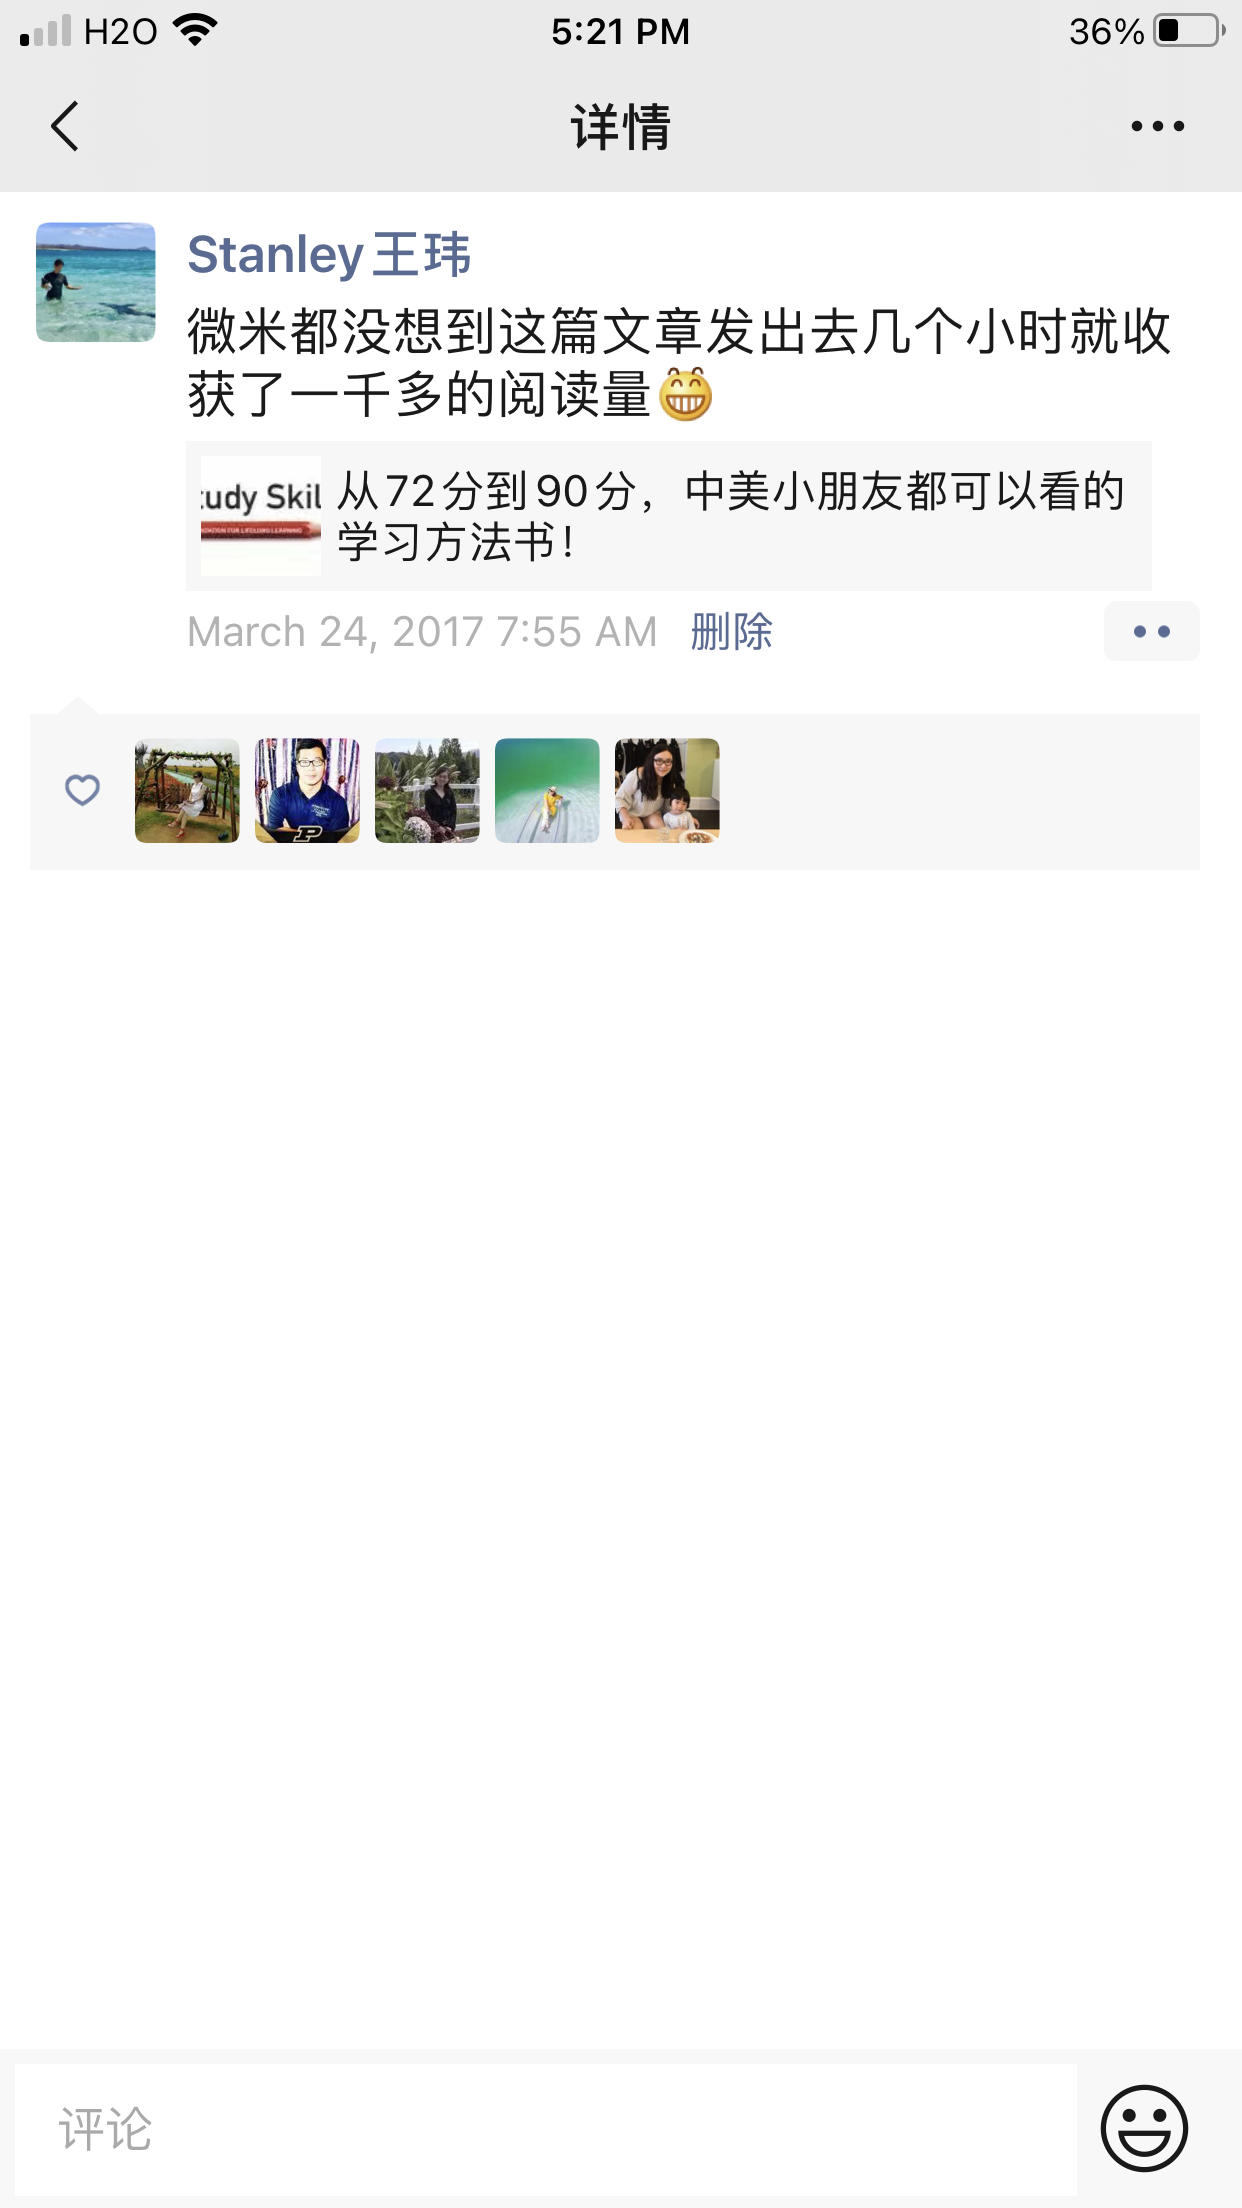 H2O 5:21 PM 36%
详情
Stanley王玮
微米都没想到这篇文章发出去几个小时就收
获了一千多的阅读量😁
tudy Skil
从72分到90分，中美小朋友都可以看的
学习方法书！
March 24, 2017 7:55 AM 删除
P
评论